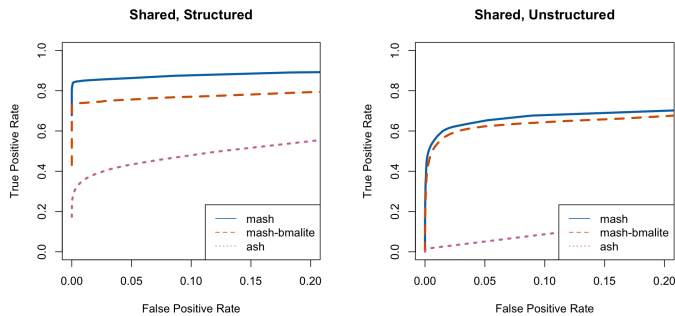 Shared, Structured
True Positive Rate
1.0
0.8
0.6
0.4
0.2
0.0
mash
mash-bmalite
ash
0.00 0.05 0.10 0.15 0.20
False Positive Rate
Shared, Unstructured
True Positive Rate
1.0
0.8
0.6
0.4
0.2
0.0
mash
mash-bmalite
ash
0.00 0.05 0.10 0.15 0.20
False Positive Rate